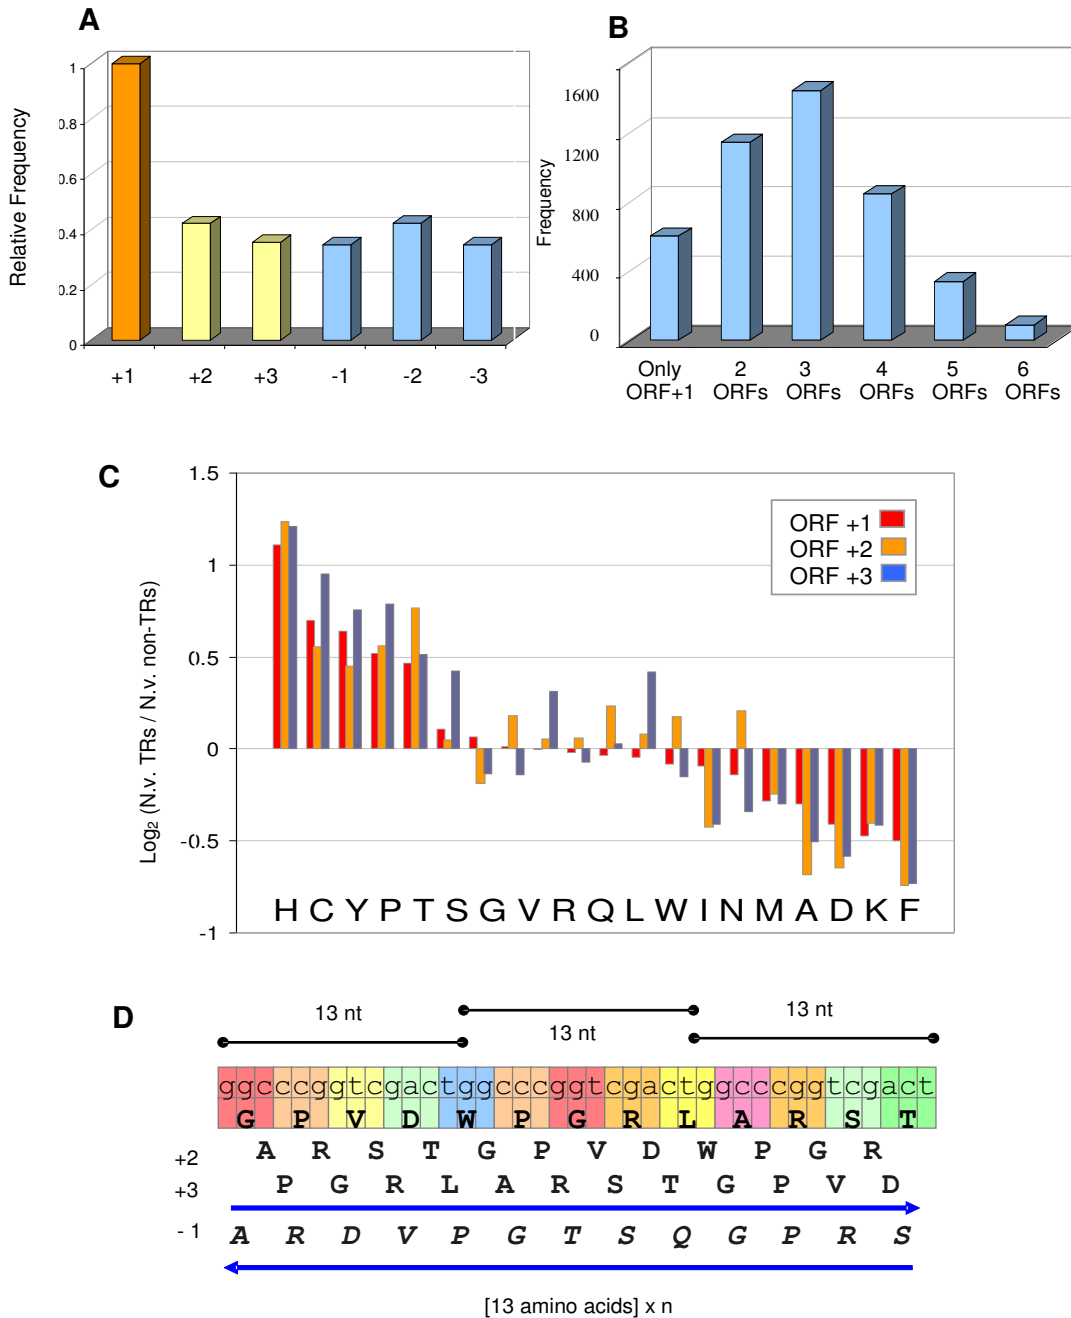 A
B
Relative Frequency
1
0.8
0.6
0.4
0.2
0
+1 +2 +3 -1 -2 -3
Frequency
1600
1200
800
400
0
Only ORF+1
2 ORFs
3 ORFs
4 ORFs
5 ORFs
6 ORFs
C
Log2 (N.v. TRs / N.v. non-TRs)
1.5
1
0.5
0
-0.5
-1
ORF +1
ORF +2
ORF +3
H C Y P T S G V R Q L W I N M A D K F
D
13 nt
13 nt
13 nt
ggcccggtcgactggcccggtcgactggcccggtcgact
G P V D W P G R L A R S T
+2 A R S T G P V D W P G R
+3 P G R L A R S T G P V D
- 1 A R D V P G T S Q G P R S
[13 amino acids] x n